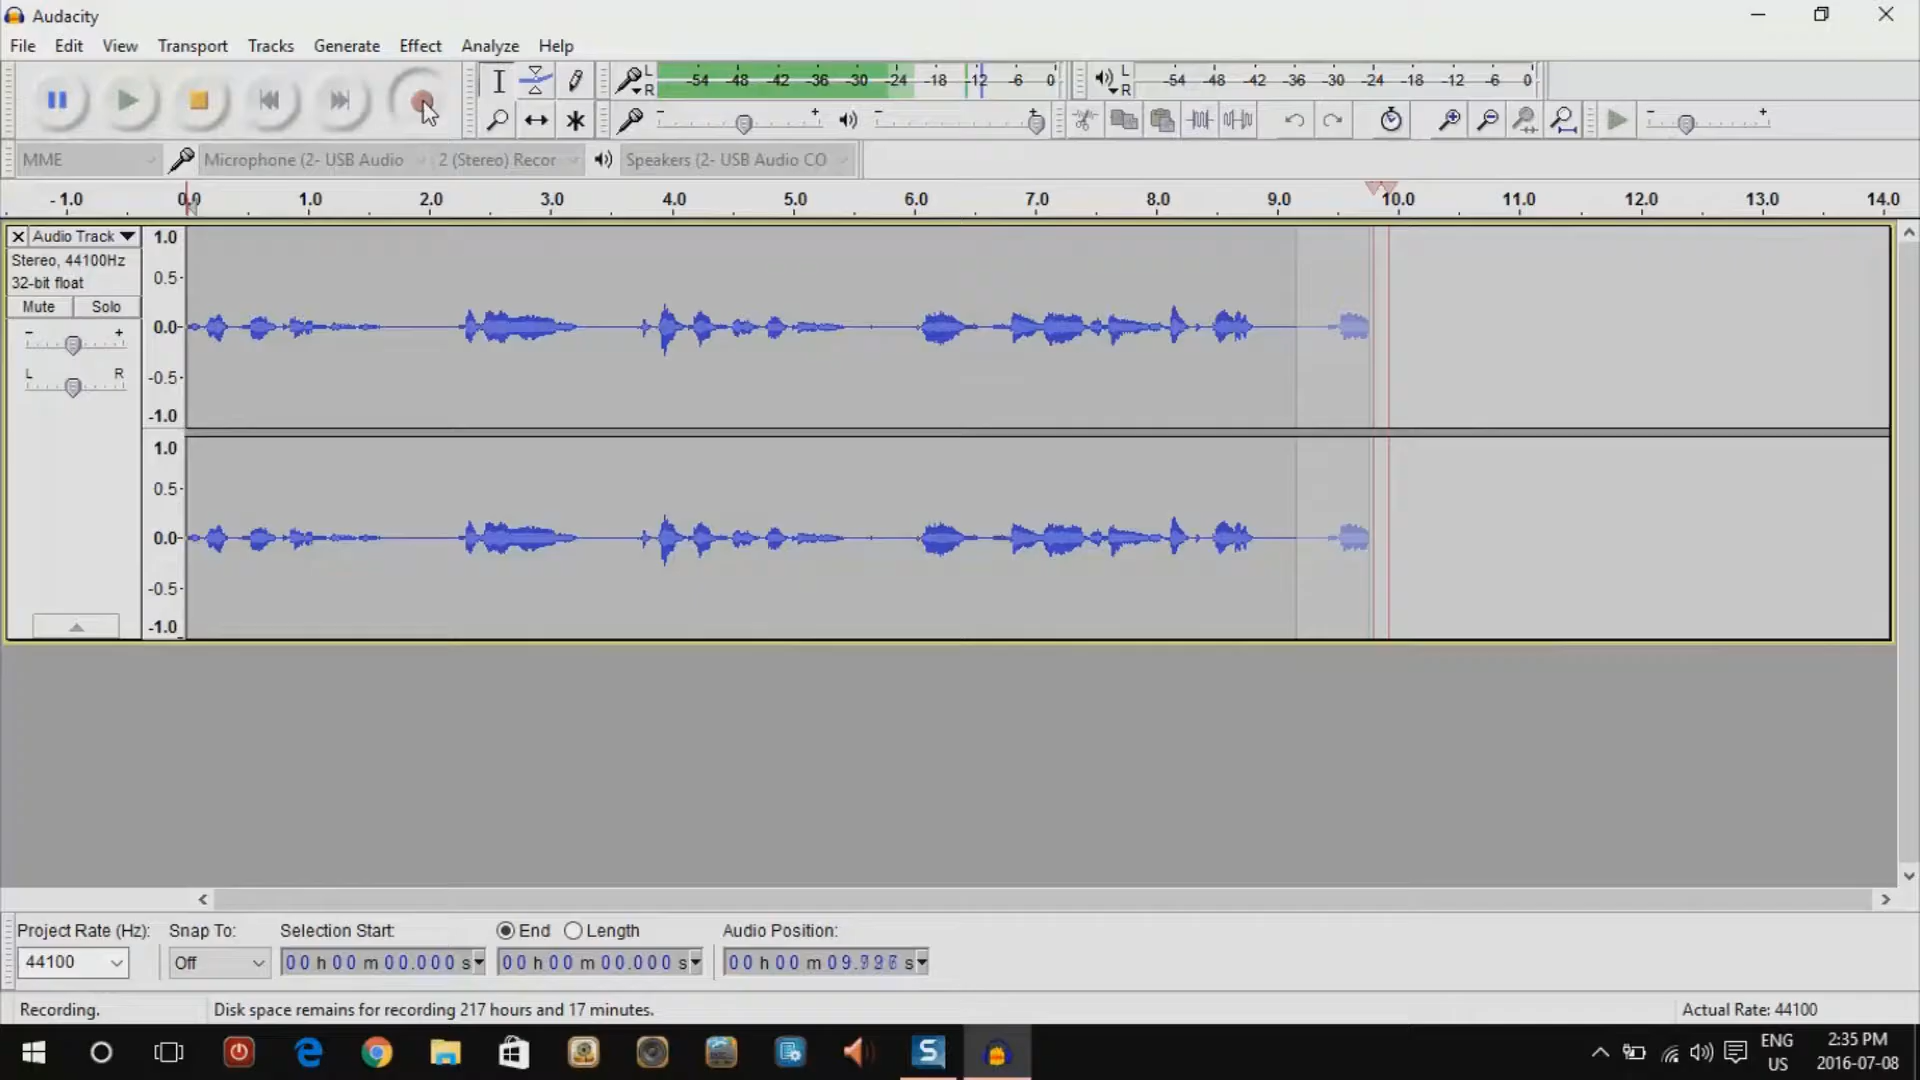 Audacity
File Edit View Transport Tracks Generate Effect Analyze Help
L R -54 -48 -42 -36 -30 -24 -18 -12 -6 0 L R -54 -48 -42 -36 -30 -24 -18 -12 -6 0
MME Microphone (2- USB Audio 2 (Stereo) Recor Speakers (2- USB Audio CO
-1.0 0.0 1.0 2.0 3.0 4.0 5.0 6.0 7.0 8.0 9.0 10.0 11.0 12.0 13.0 14.0
Audio Track 1.0
Stereo, 44100Hz
32-bit float 0.5
Mute Solo
- + 0.0
L R -0.5
-1.0
1.0
0.5
0.0
-0.5
-1.0
Project Rate (Hz): Snap To: Selection Start: End Length Audio Position:
44100 Off 00 h 00 m 00.000 s 00 h 00 m 00.000 s 00 h 00 m
Recording. Disk space remains for recording 217 hours and 17 minutes. Actual Rate: 44100
ENG US 2:35 PM
2016-07-08